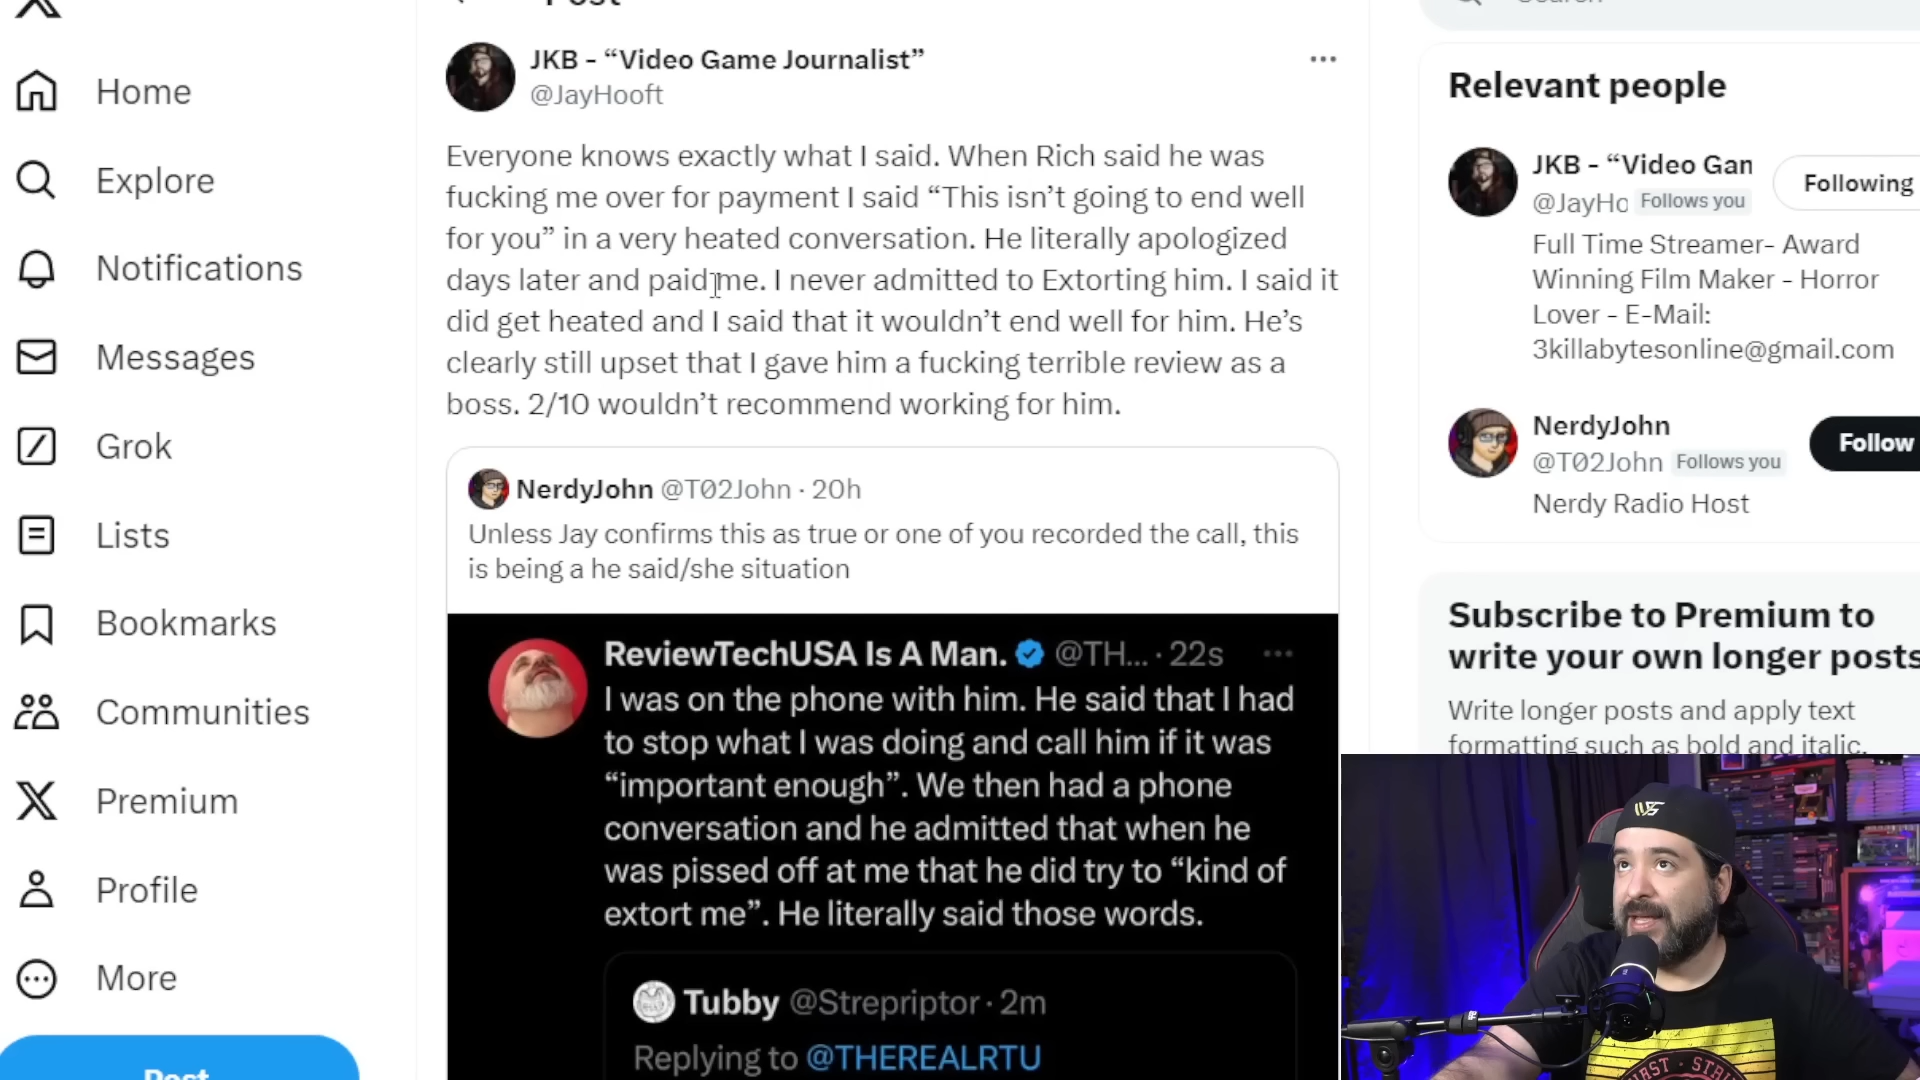 Post
Search
Home
Explore
Notifications
Messages
Grok
Lists
Bookmarks
Communities
Premium
Profile
More
Post
JKB - “Video Game Journalist”
@JayHooft
Everyone knows exactly what I said. When Rich said he was
fucking me over for payment I said “This isn’t going to end well
for you” in a very heated conversation. He literally apologized
days later and paid me. I never admitted to Extorting him. I said it
did get heated and I said that it wouldn’t end well for him. He’s
clearly still upset that I gave him a fucking terrible review as a
boss. 2/10 wouldn’t recommend working for him.
NerdyJohn @T02John · 20h
Unless Jay confirms this as true or one of you recorded the call, this
is being a he said/she situation
ReviewTechUSA Is A Man. @TH... · 22s
I was on the phone with him. He said that I had
to stop what I was doing and call him if it was
“important enough”. We then had a phone
conversation and he admitted that when he
was pissed off at me that he did try to “kind of
extort me”. He literally said those words.
Tubby @Strepriptor · 2m
Replying to @THEREALRTU
Relevant people
JKB - “Video Gan
Following
@JayHo Follows you
Full Time Streamer- Award
Winning Film Maker - Horror
Lover - E-Mail:
3killabytesonline@gmail.com
NerdyJohn
Follow
@T02John Follows you
Nerdy Radio Host
Subscribe to Premium to
write your own longer posts
Write longer posts and apply text
formatting such as bold and italic.